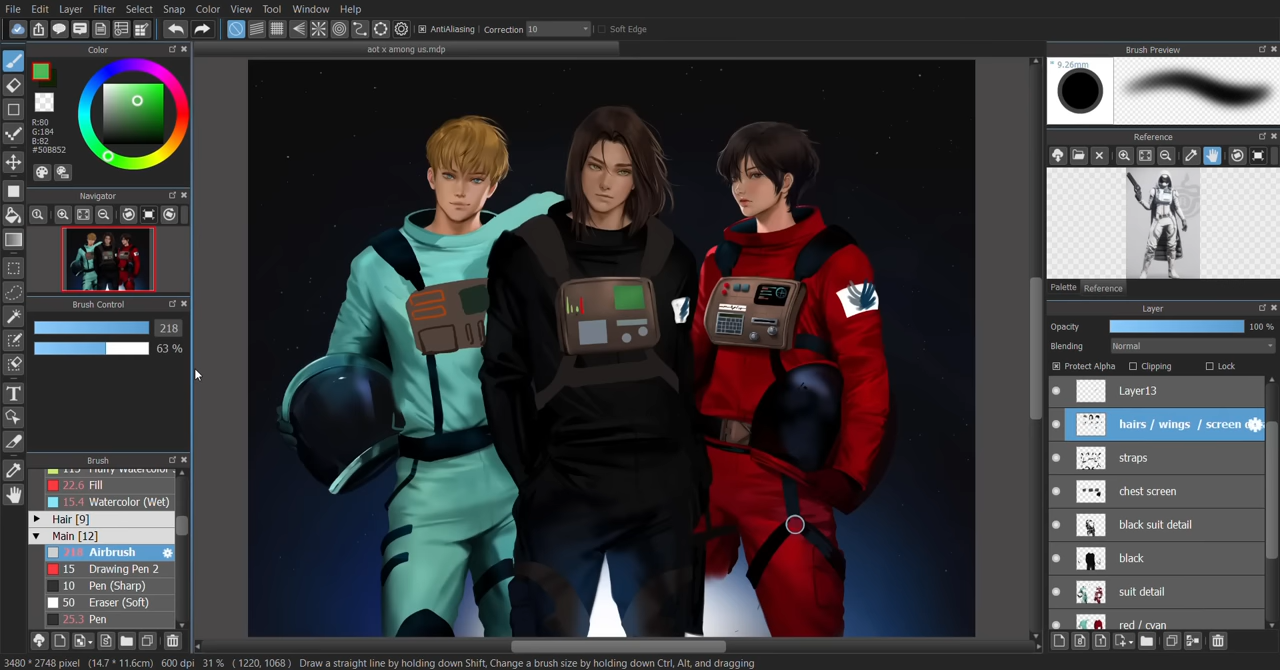 File Edit Layer Filter Select Snap Color View Tool Window Help
AntiAliasing Correction 10 Soft Edge
aot x among us.mdp
Color
R:80
G:184
B:82
#50B852
Navigator
Brush Control
218
63 %
Brush
22.6 Fill
15.4 Watercolor (Wet)
Hair [9]
Main [12]
218 Airbrush
15 Drawing Pen 2
10 Pen (Sharp)
50 Eraser (Soft)
25.3 Pen
Brush Preview
* 9.26mm
Reference
Palette Reference
Layer
Opacity 100 %
Blending Normal
Protect Alpha Clipping Lock
Layer13
hairs / wings / screen
straps
chest screen
black suit detail
black
suit detail
red / cyan
3480 * 2748 pixel (14.7 * 11.6cm) 600 dpi 31 % ( 1220, 1068 ) Draw a straight line by holding down Shift, Change a brush size by holding down Ctrl, Alt, and dragging